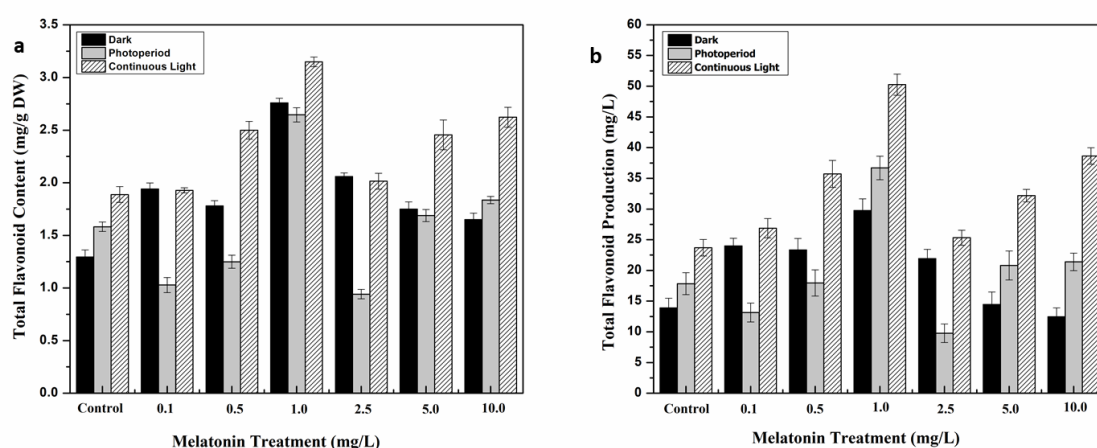 a
Dark
Photoperiod
Continuous Light
Total Flavonoid Content (mg/g DW)
3.5
3.0
2.5
2.0
1.5
1.0
0.5
0.0
Control 0.1 0.5 1.0 2.5 5.0 10.0
Melatonin Treatment (mg/L)
b
Dark
Photoperiod
Continuous Light
Total Flavonoid Production (mg/L)
60
55
50
45
40
35
30
25
20
15
10
5
0
Control 0.1 0.5 1.0 2.5 5.0 10.0
Melatonin Treatment (mg/L)